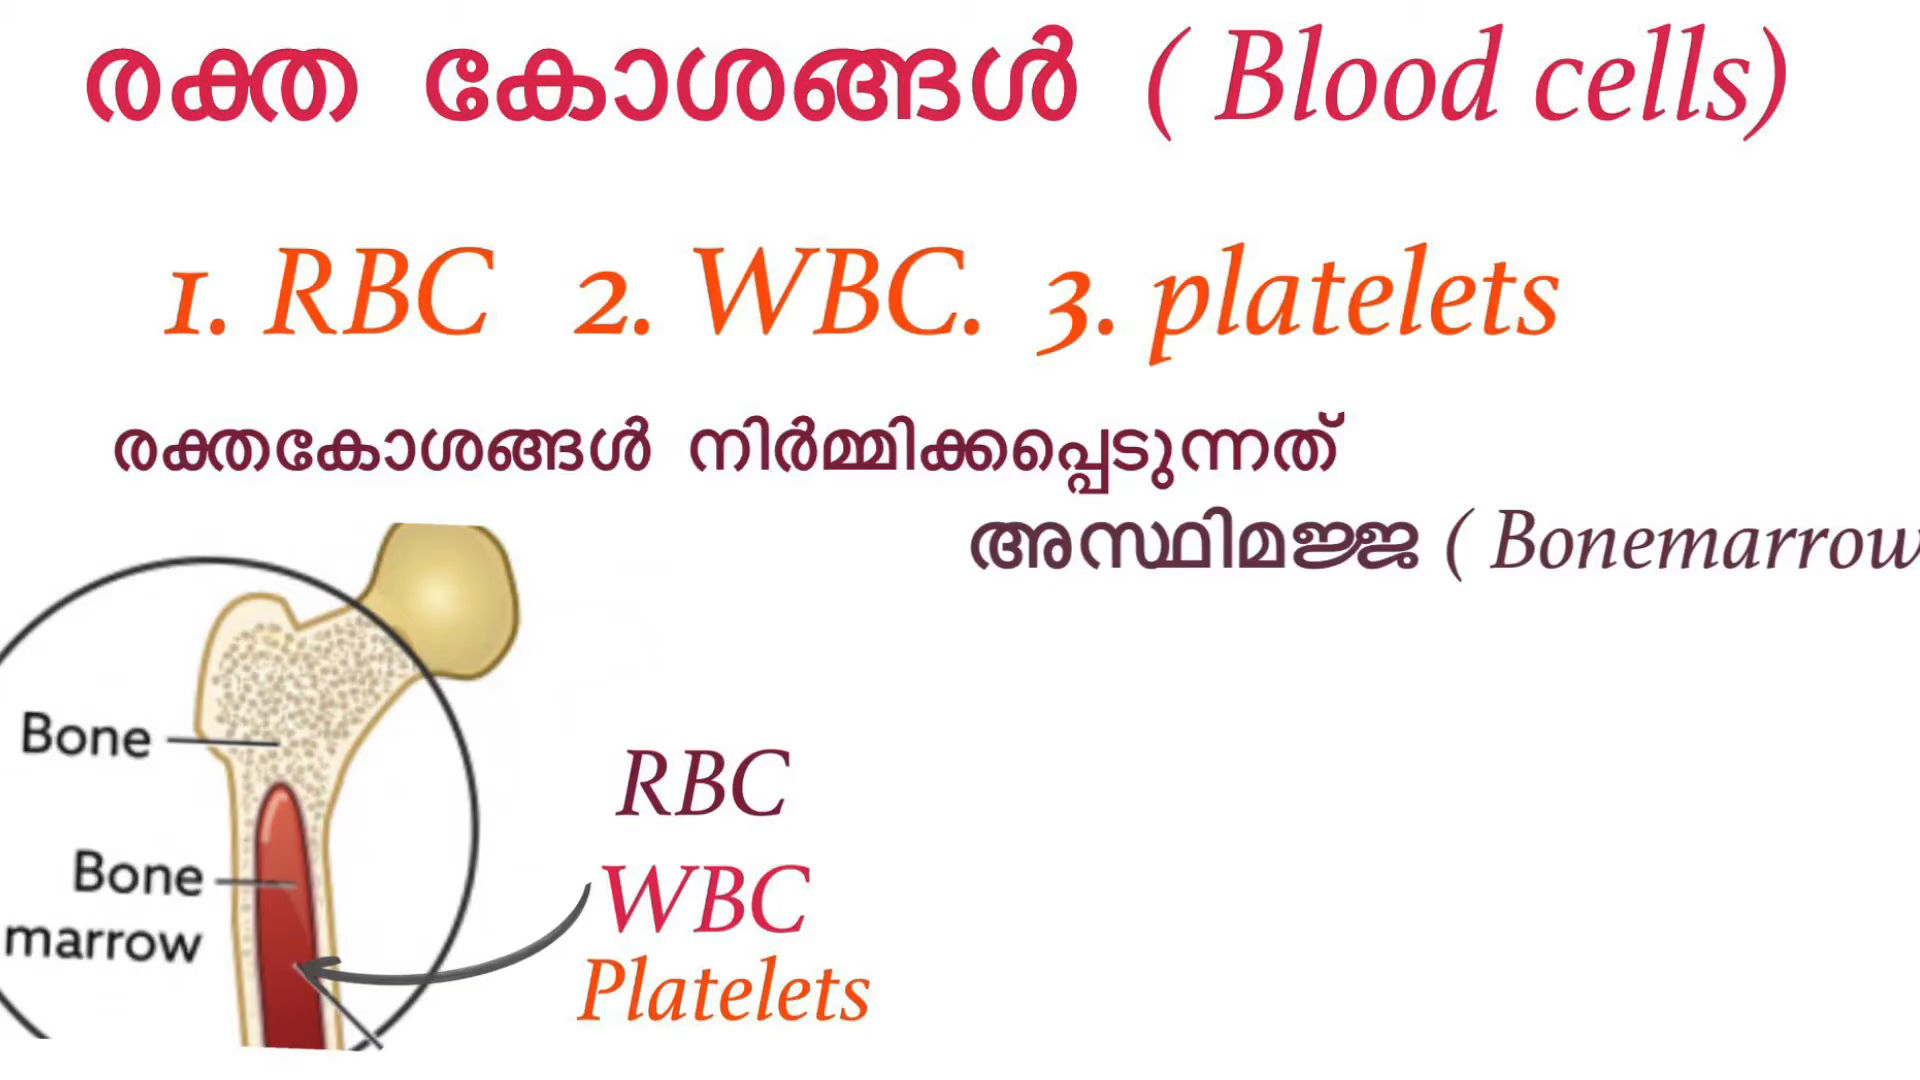 രക്ത കോശങ്ങൾ ( Blood cells)
1. RBC 2. WBC. 3. platelets
രക്തകോശങ്ങൾ നിർമ്മിക്കപ്പെടുന്നത്
അസ്ഥിമജ്ജ ( Bonemarrow
Bone
Bone
marrow
RBC
WBC
Platelets